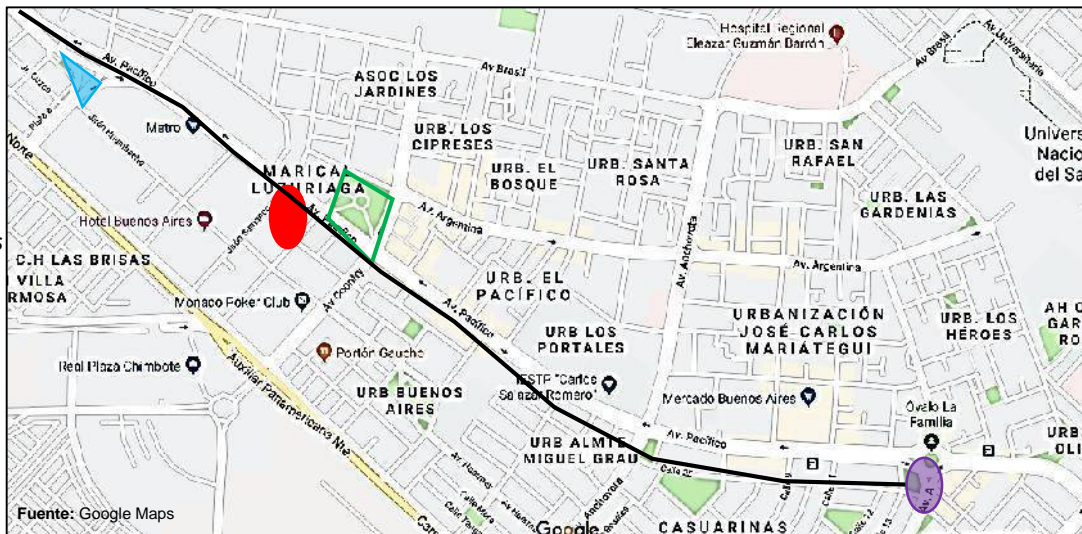 Hospital Regional
Eleazar Guzmán Barrón
Av. Universitaria
Av Brasil
Av. Pacífico
Av Brasil
ASOC LOS
JARDINES
Metro
URB. LOS
CIPRESES
URB. SAN
RAFAEL
Univers
Nacio
del Sa
URB. EL
BOSQUE
URB. SANTA
ROSA
Norte
MARICA
LUZURIAGA
URB. LAS
GARDENIAS
Hotel Buenos Aires
Av. Argentina
Av. Anchoveta
C.H LAS BRISAS
VILLA
RMOSA
Av. Argentina
URB. EL
PACÍFICO
Monaco Poker Club
Av Country
Av. Pacífico
URBANIZACIÓN
JOSÉ CARLOS
MARIÁTEGUI
URB. LOS
HÉROES
AH
GAR
RO
URB LOS
PORTALES
Real Plaza Chimbote
Portón Gaucho
Auxiliar Panamericana Nte
IESTP "Carlos
Salazar Romero"
URB BUENOS
AIRES
Mercado Buenos Aires
Óvalo La
Familia
URB ALMTE
MIGUEL GRAU
Av. Pacífico
URB
OLI
Av. A
Fuente: Google Maps
Google
CASUARINAS